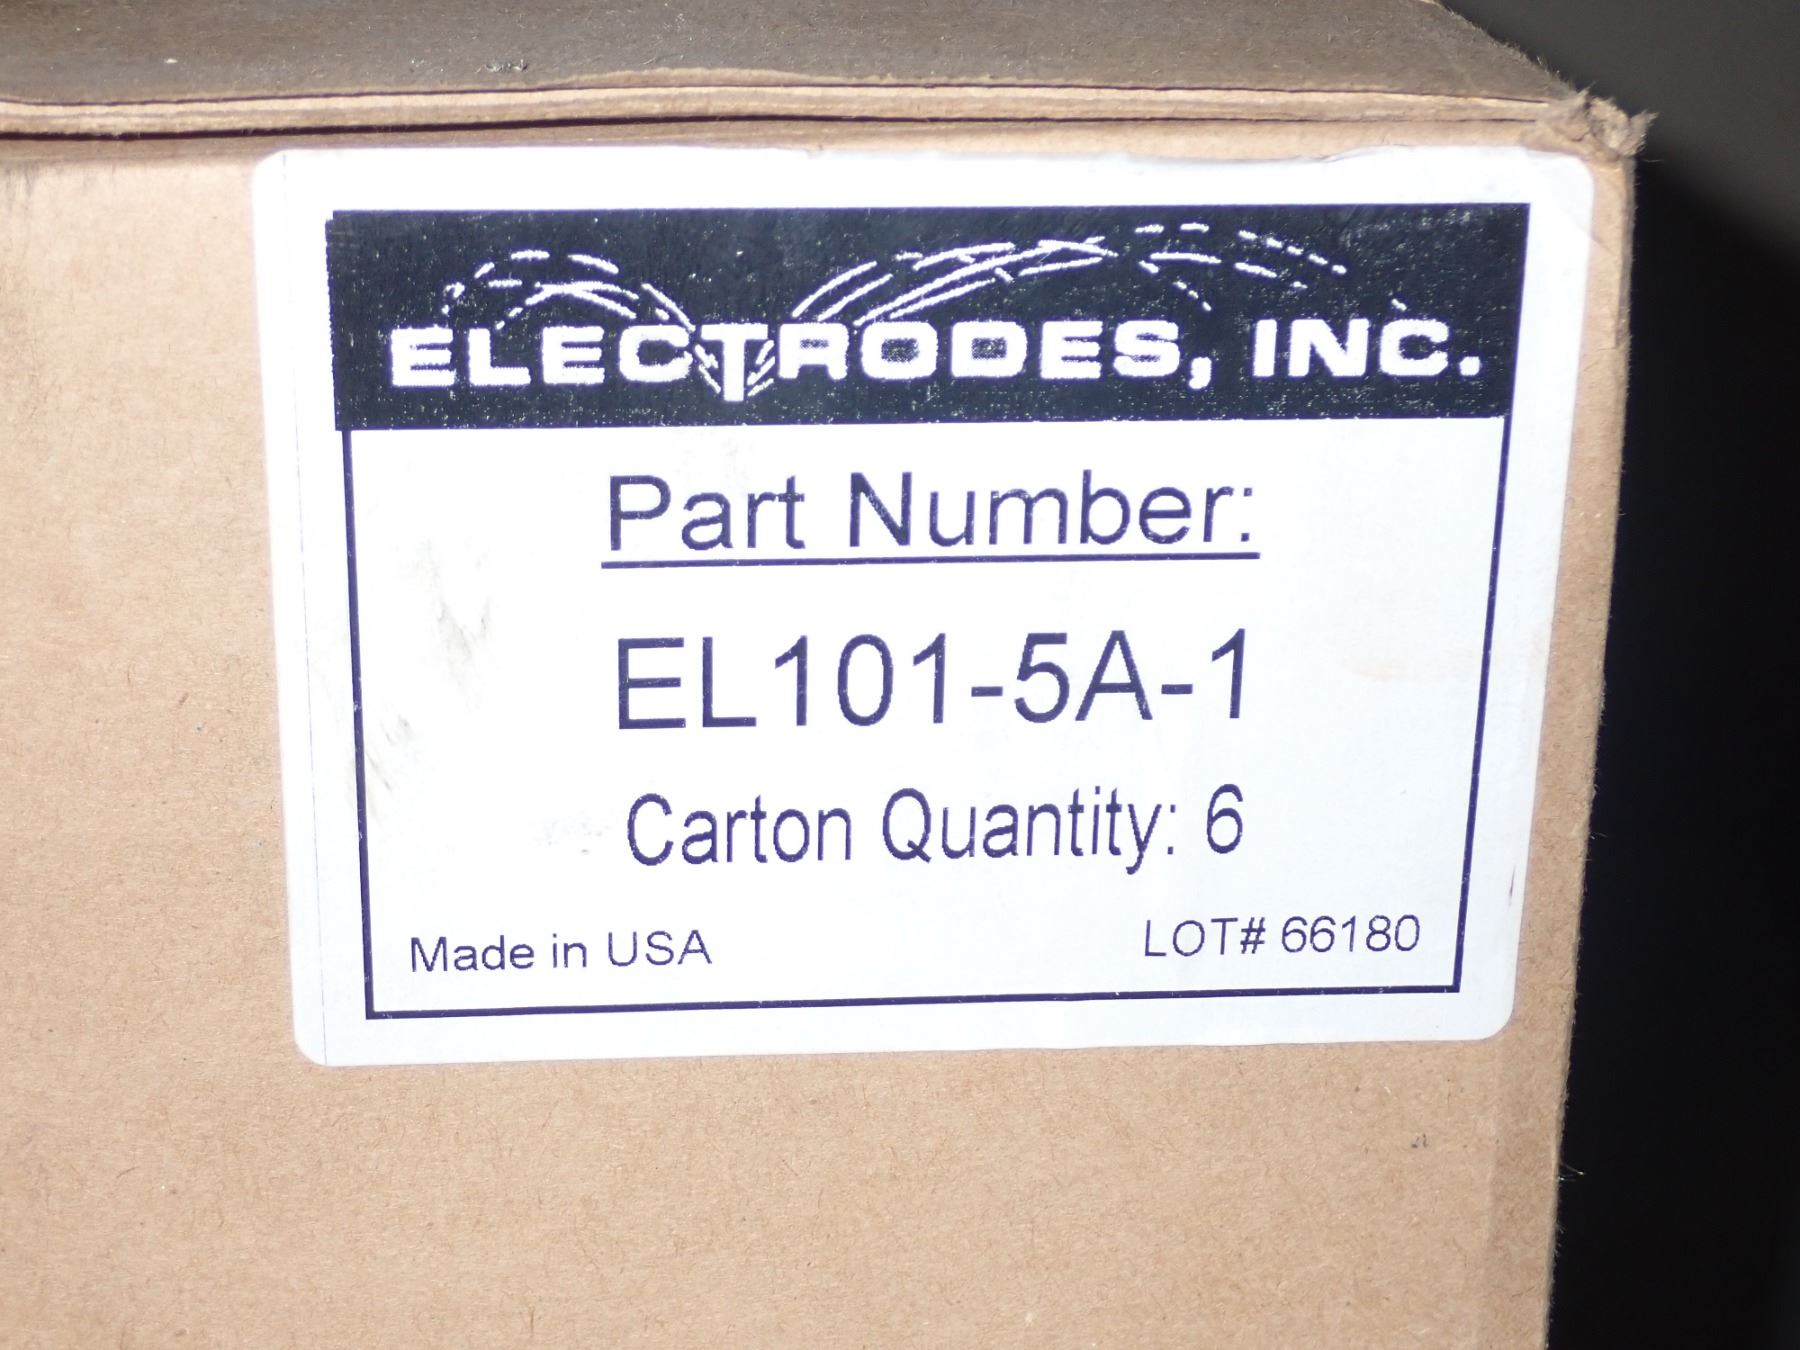 ELECTRODES, INC.
Part Number:
EL101-5A-1
Carton Quantity: 6
Made in USA
LOT# 66180